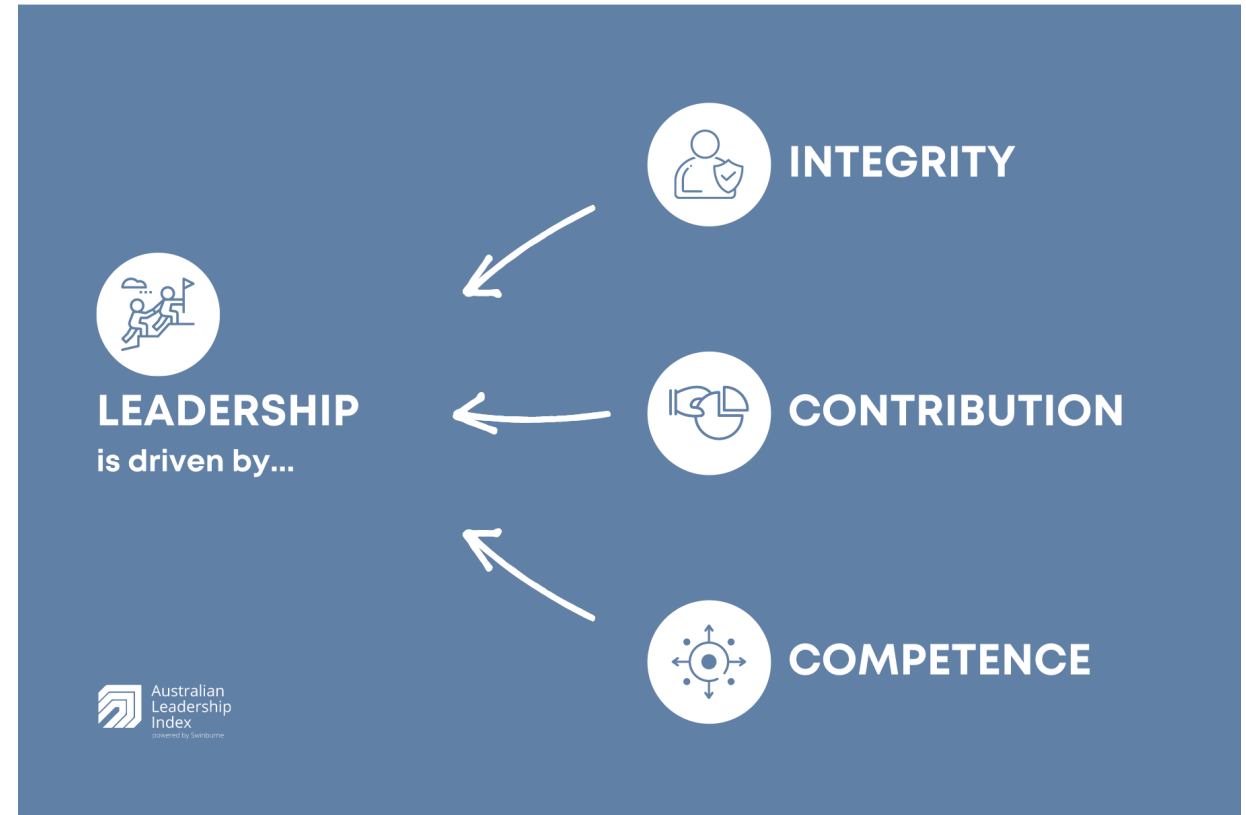 LEADERSHIP
is driven by...
INTEGRITY
CONTRIBUTION
COMPETENCE
Australian
Leadership
Index
powered by Swinburne